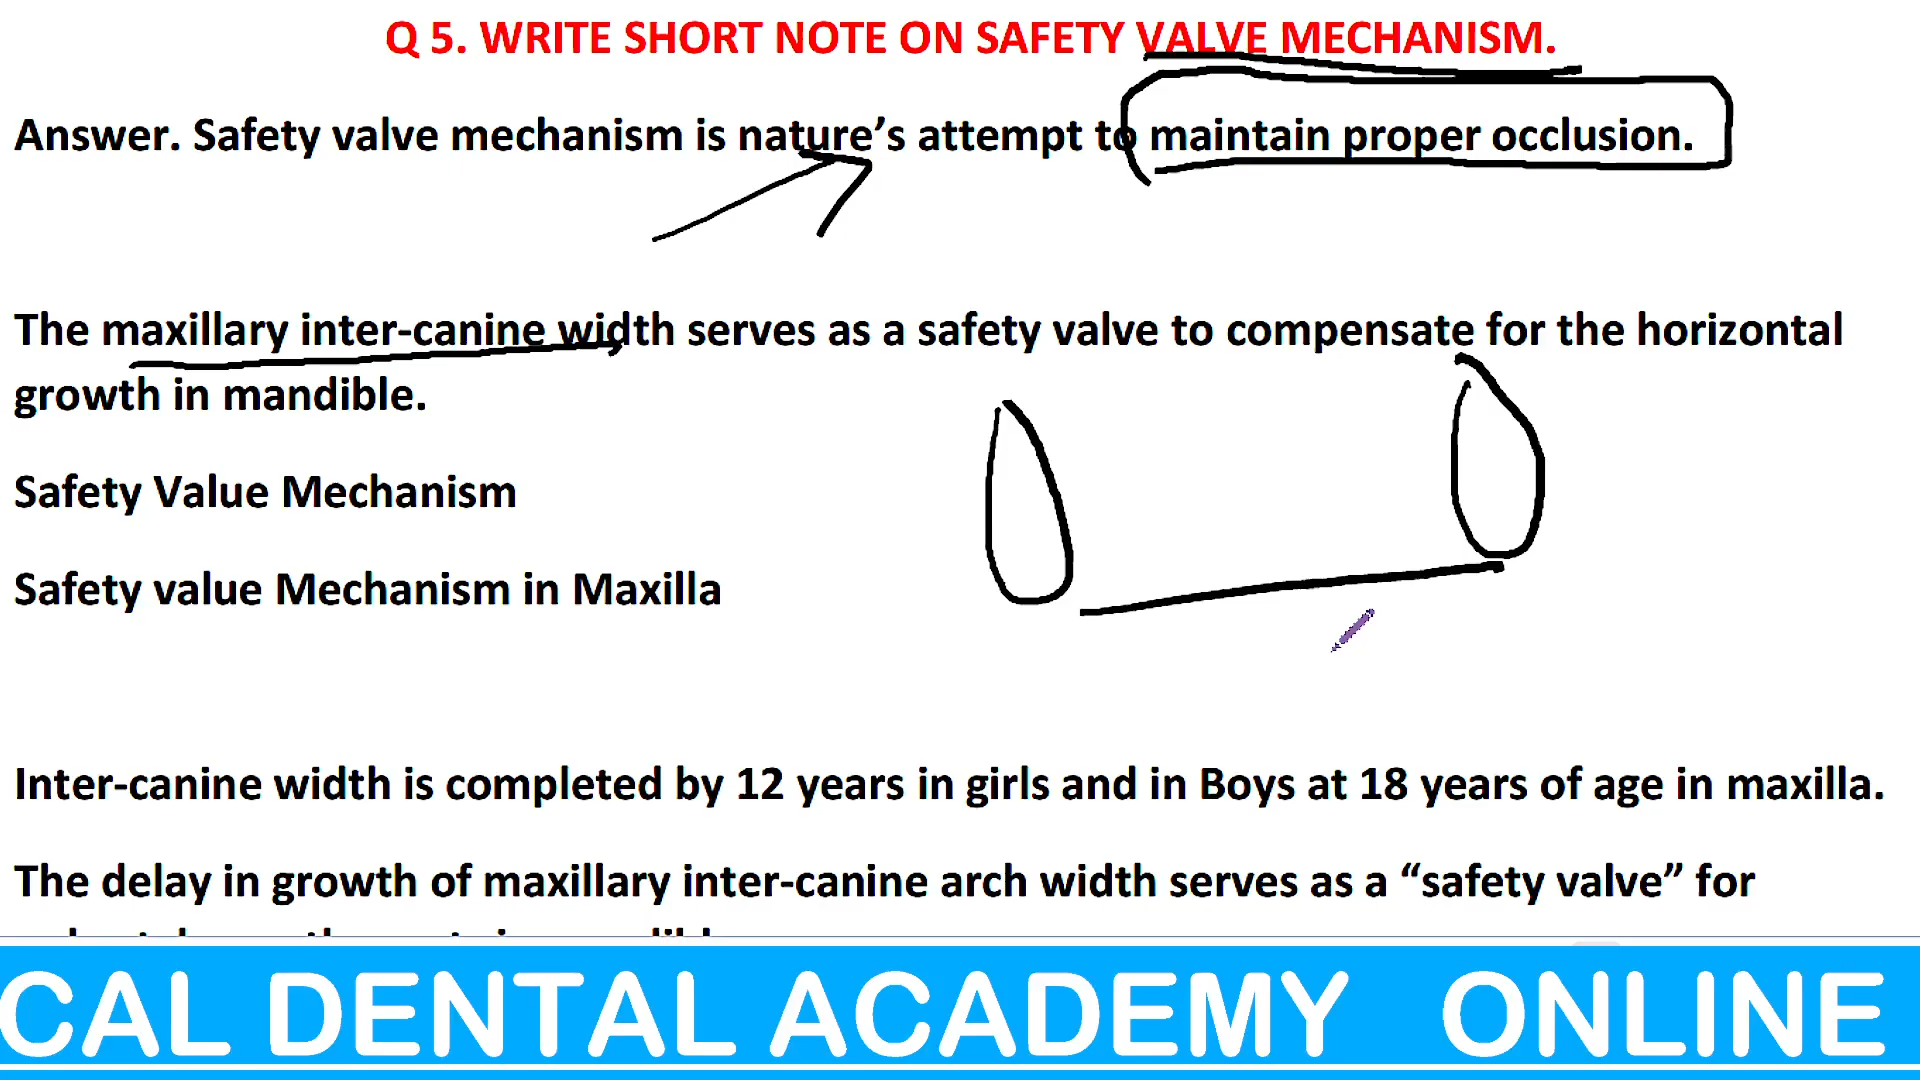 Q 5. WRITE SHORT NOTE ON SAFETY VALVE MECHANISM.
Answer. Safety valve mechanism is nature’s attempt to maintain proper occlusion.
The maxillary inter-canine width serves as a safety valve to compensate for the horizontal
growth in mandible.
Safety Value Mechanism
Safety value Mechanism in Maxilla
Inter-canine width is completed by 12 years in girls and in Boys at 18 years of age in maxilla.
The delay in growth of maxillary inter-canine arch width serves as a “safety valve” for
CAL DENTAL ACADEMY ONLINE